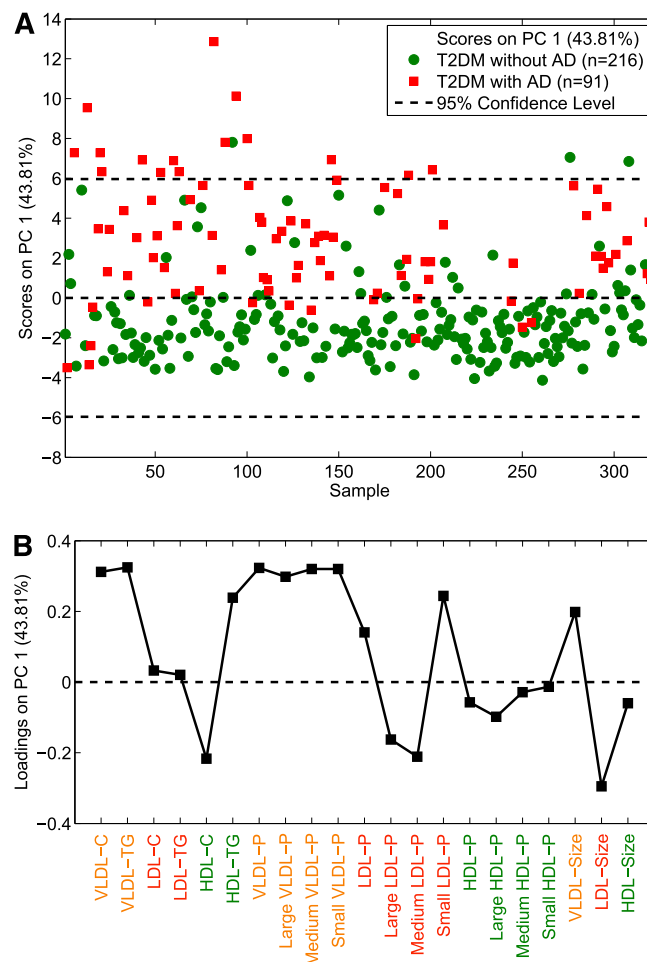 A
14
12
10
8
6
4
2
0
−2
−4
−6
−8
Scores on PC 1 (43.81%)
Scores on PC 1 (43.81%)
T2DM without AD (n=216)
T2DM with AD (n=91)
95% Confidence Level
50
100
150
200
250
300
Sample
B
0.4
0.2
0
−0.2
−0.4
Loadings on PC 1 (43.81%)
VLDL−C
VLDL−TG
LDL−C
LDL−TG
HDL−C
HDL−TG
VLDL−P
Large VLDL−P
Medium VLDL−P
Small VLDL−P
LDL−P
Large LDL−P
Medium LDL−P
Small LDL−P
HDL−P
Large HDL−P
Medium HDL−P
Small HDL−P
VLDL−Size
LDL−Size
HDL−Size